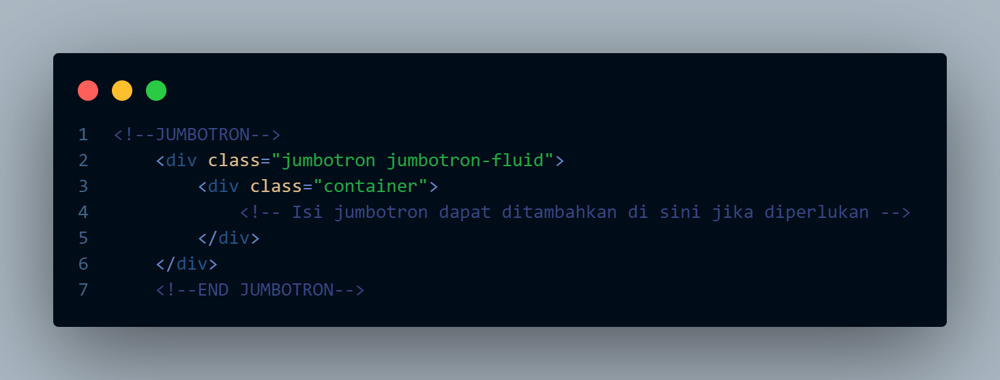 1 <!--JUMBOTRON-->
2     <div class="jumbotron jumbotron-fluid">
3         <div class="container">
4             <!-- Isi jumbotron dapat ditambahkan di sini jika diperlukan -->
5         </div>
6     </div>
7     <!--END JUMBOTRON-->